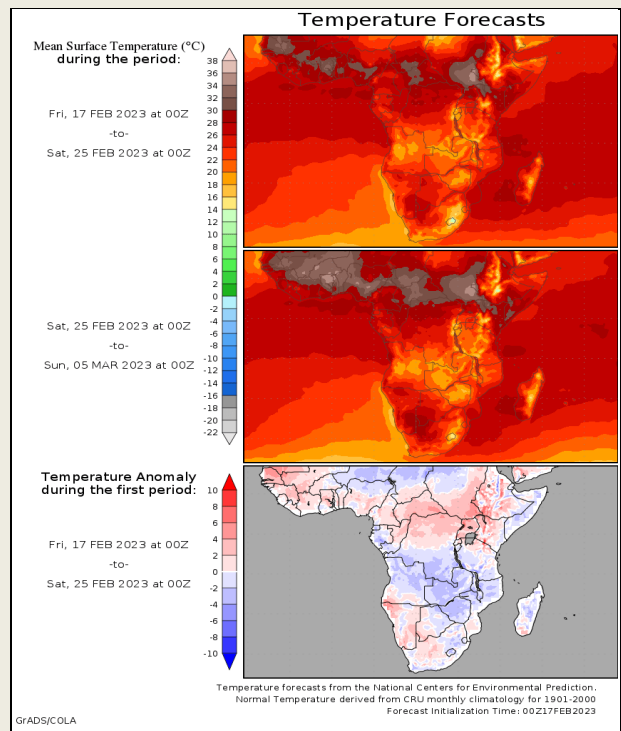 Temperature Forecasts
Mean Surface Temperature (°C)
during the period:
Fri, 17 FEB 2023 at 00Z
-to-
Sat, 25 FEB 2023 at 00Z
38
36
34
32
30
28
26
24
22
20
18
16
14
12
10
8
6
4
2
0
-2
-4
-6
-8
-10
-12
-14
-16
-18
-20
-22
Sat, 25 FEB 2023 at 00Z
-to-
Sun, 05 MAR 2023 at 00Z
Temperature Anomaly
during the first period:
Fri, 17 FEB 2023 at 00Z
-to-
Sat, 25 FEB 2023 at 00Z
10
8
6
4
2
0
-2
-4
-6
-8
-10
Temperature forecasts from the National Centers for Environmental Prediction.
Normal Temperature derived from CRU monthly climatology for 1901-2000
Forecast Initialization Time: 00Z17FEB2023
GrADS/COLA